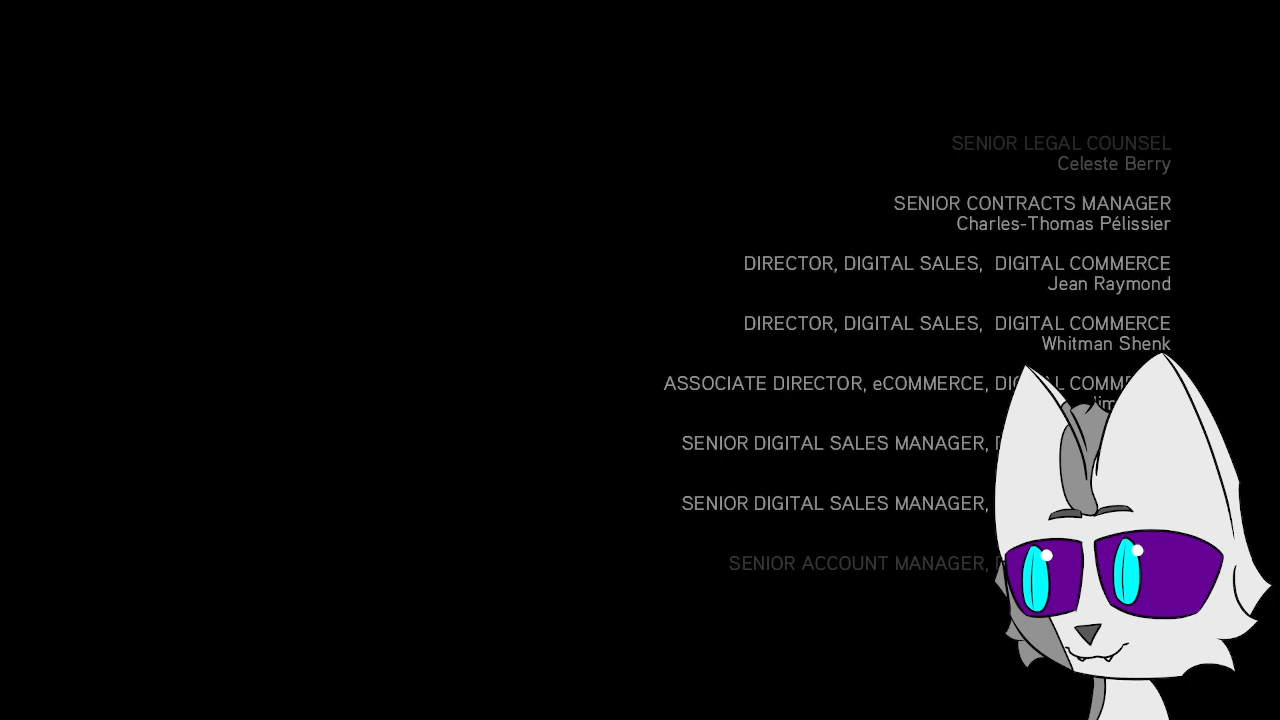 SENIOR LEGAL COUNSEL
Celeste Berry
SENIOR CONTRACTS MANAGER
Charles-Thomas Pélissier
DIRECTOR, DIGITAL SALES, DIGITAL COMMERCE
Jean Raymond
DIRECTOR, DIGITAL SALES, DIGITAL COMMERCE
Whitman Shenk
ASSOCIATE DIRECTOR, eCOMMERCE,
SENIOR DIGITAL SALES MANAGER,
SENIOR DIGITAL SALES MANAGER,
SENIOR ACCOUNT MANAGER,